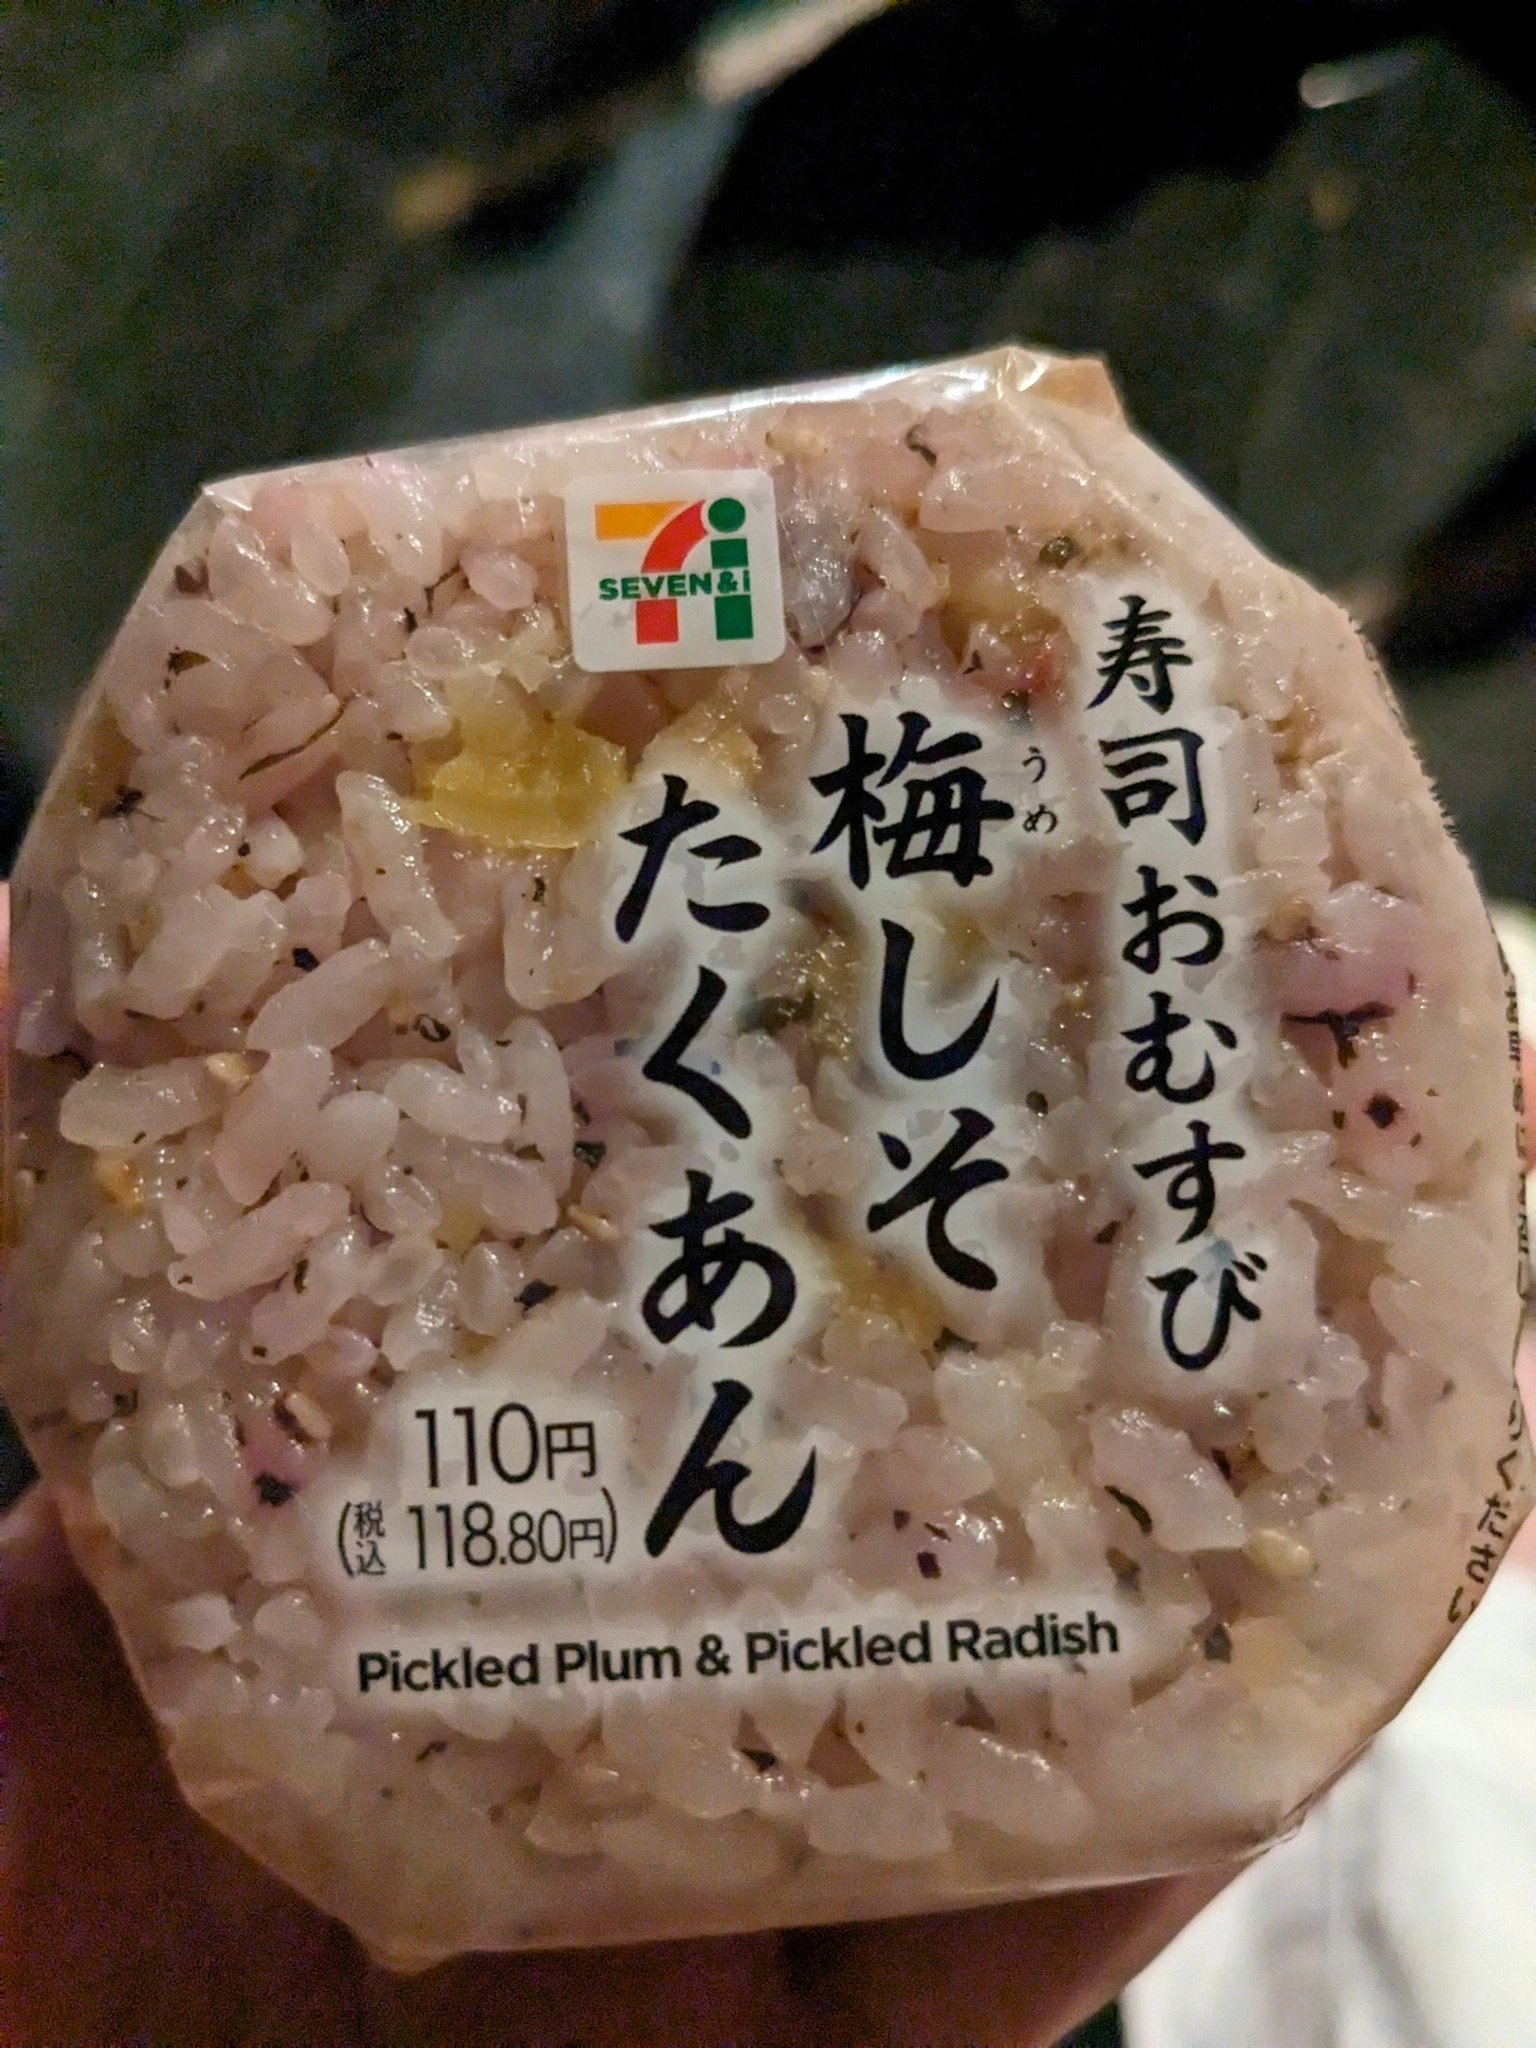 SEVEN&i
寿司おむすび
梅しそ
うめ
たくあん
110円
(税込 118.80円)
Pickled Plum & Pickled Radish